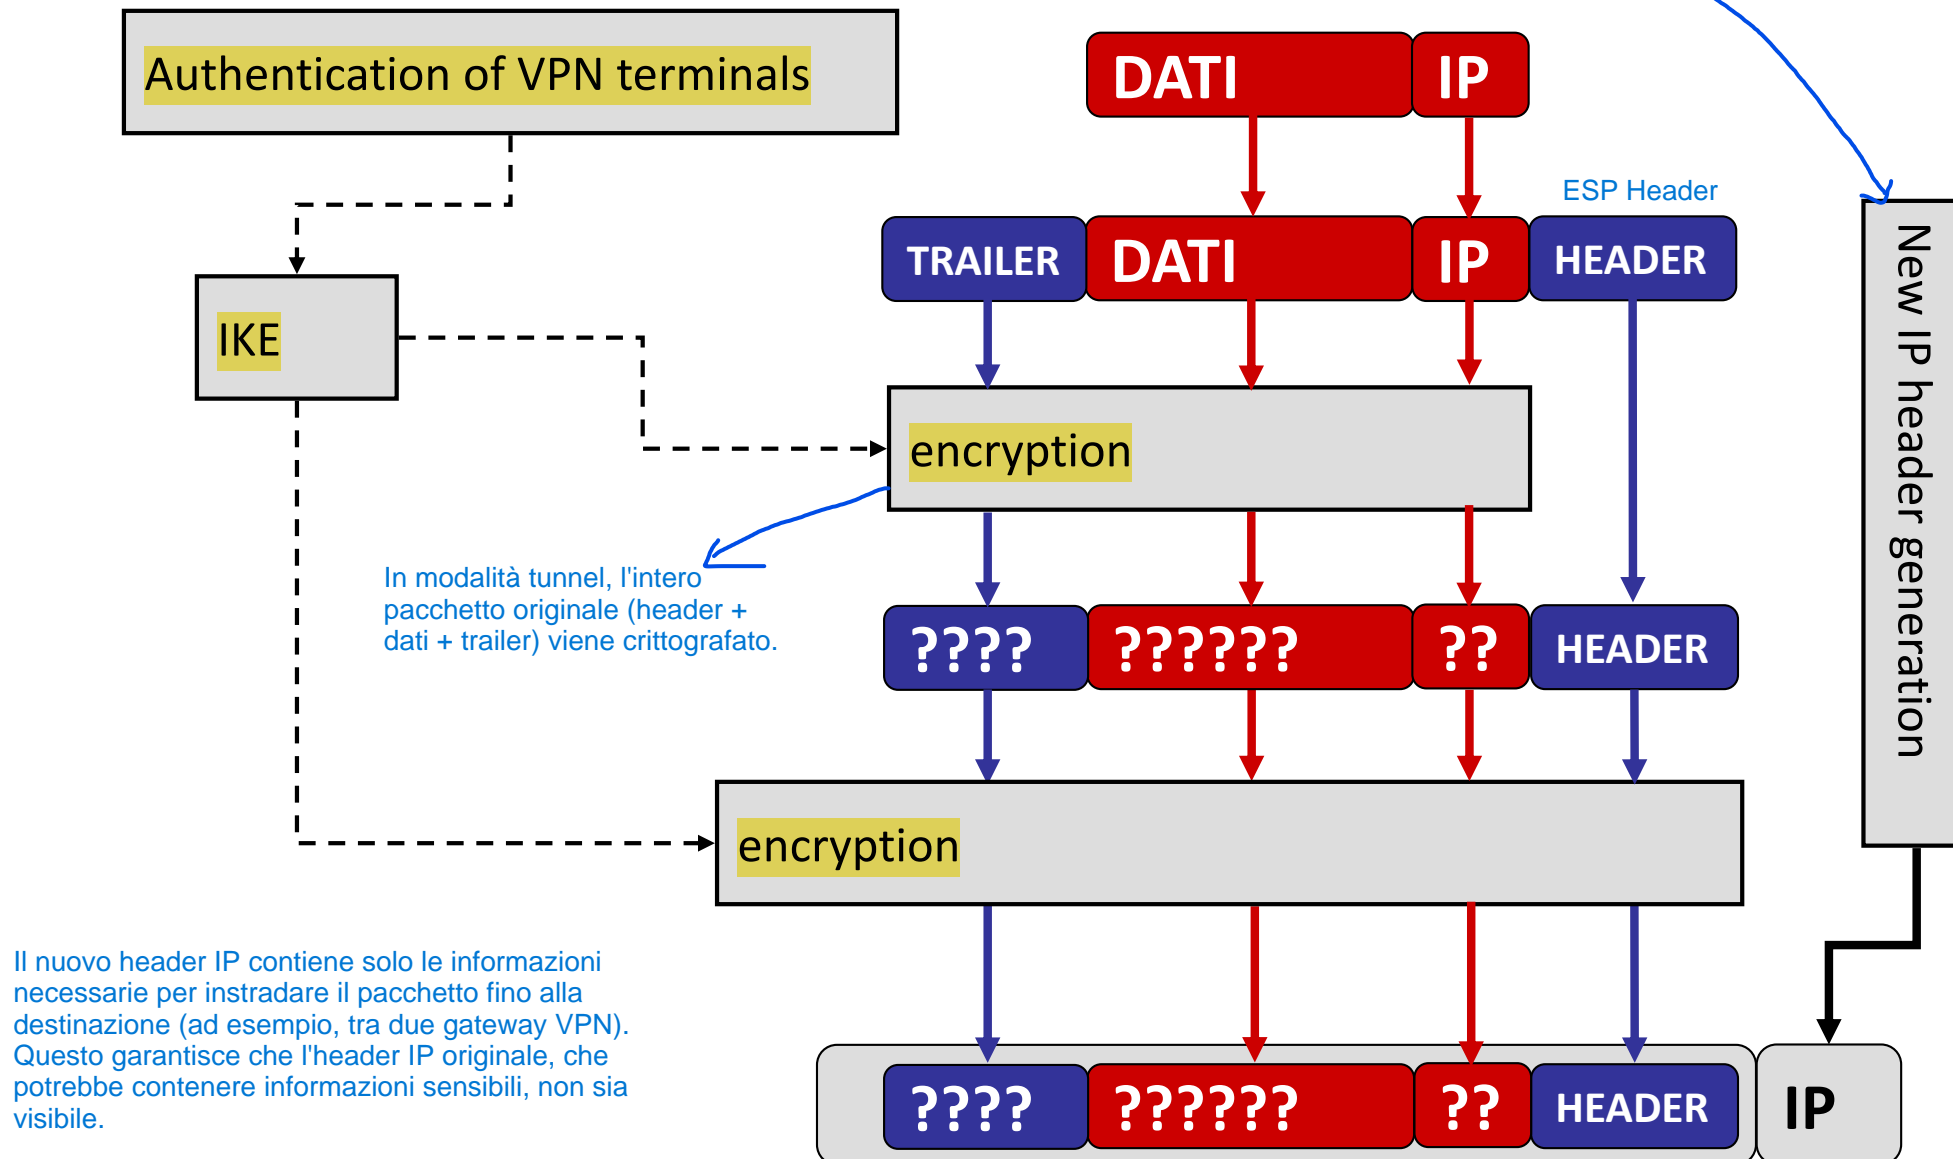 Authentication of VPN terminals
DATI IP
ESP Header
TRAILER DATI IP HEADER
New IP header generation
IKE
encryption
In modalità tunnel, l'intero
pacchetto originale (header +
dati + trailer) viene crittografato.
???? ?????? ?? HEADER
encryption
Il nuovo header IP contiene solo le informazioni
necessarie per instradare il pacchetto fino alla
destinazione (ad esempio, tra due gateway VPN).
Questo garantisce che l'header IP originale, che
potrebbe contenere informazioni sensibili, non sia
visibile.
???? ?????? ?? HEADER IP